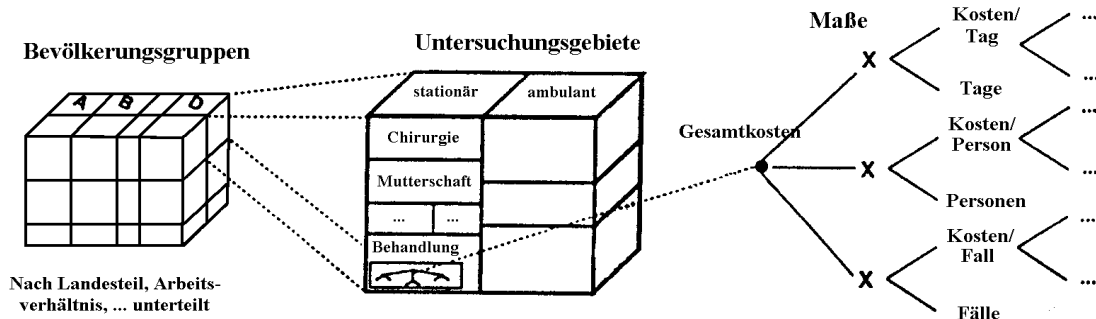 Bevölkerungsgruppen
A B D
Nach Landesteil, Arbeits-
verhältnis, ... unterteilt
Untersuchungsgebiete
stationär ambulant
Chirurgie
Mutterschaft
... ...
Behandlung
Maße
Gesamtkosten
X
Kosten/
Tag
...
...
Tage
X
Kosten/
Person
...
...
Personen
X
Kosten/
Fall
...
...
Fälle